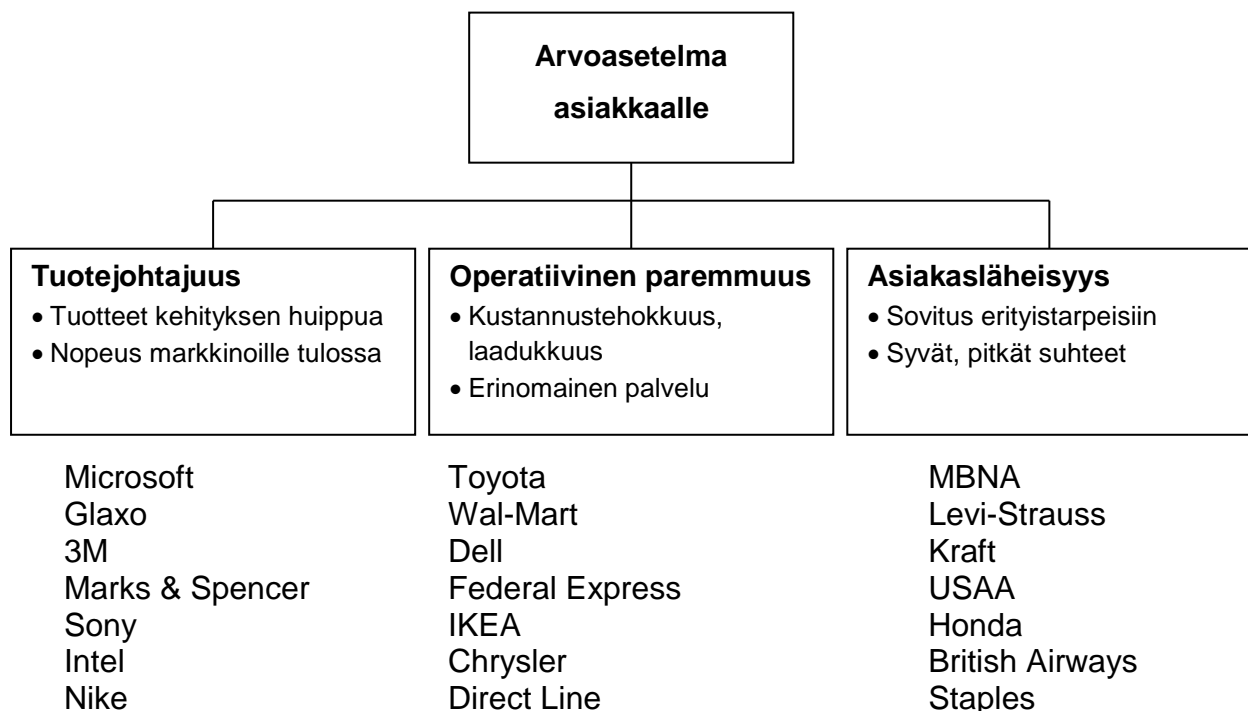 Arvoasetelma
asiakkaalle
Tuotejohtajuus
• Tuotteet kehityksen huippua
• Nopeus markkinoille tulossa
Operatiivinen paremmuus
• Kustannustehokkuus,
laadukkuus
• Erinomainen palvelu
Asiakasläheisyys
• Sovitus erityistarpeisiin
• Syvät, pitkät suhteet
Microsoft
Glaxo
3M
Marks & Spencer
Sony
Intel
Nike
Toyota
Wal-Mart
Dell
Federal Express
IKEA
Chrysler
Direct Line
MBNA
Levi-Strauss
Kraft
USAA
Honda
British Airways
Staples